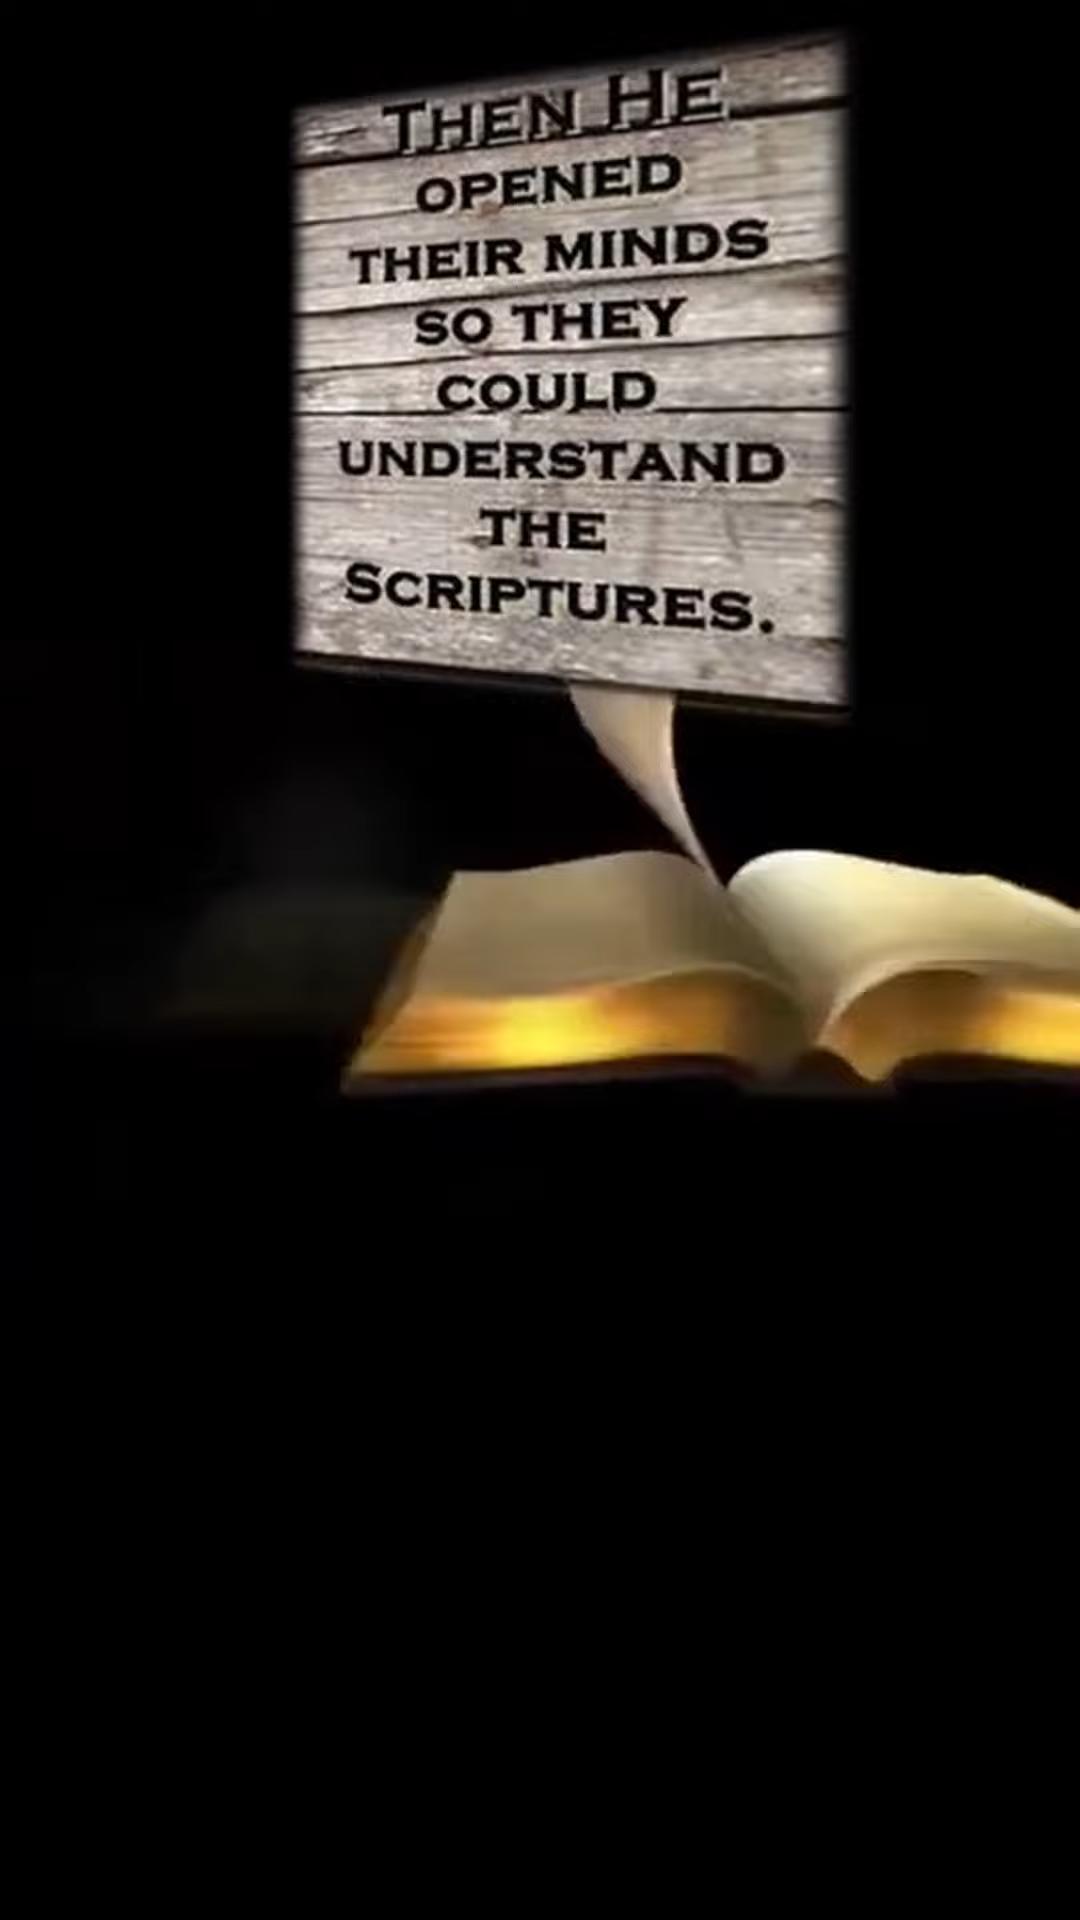 Then He
opened
their minds
so they
could
understand
the
Scriptures.